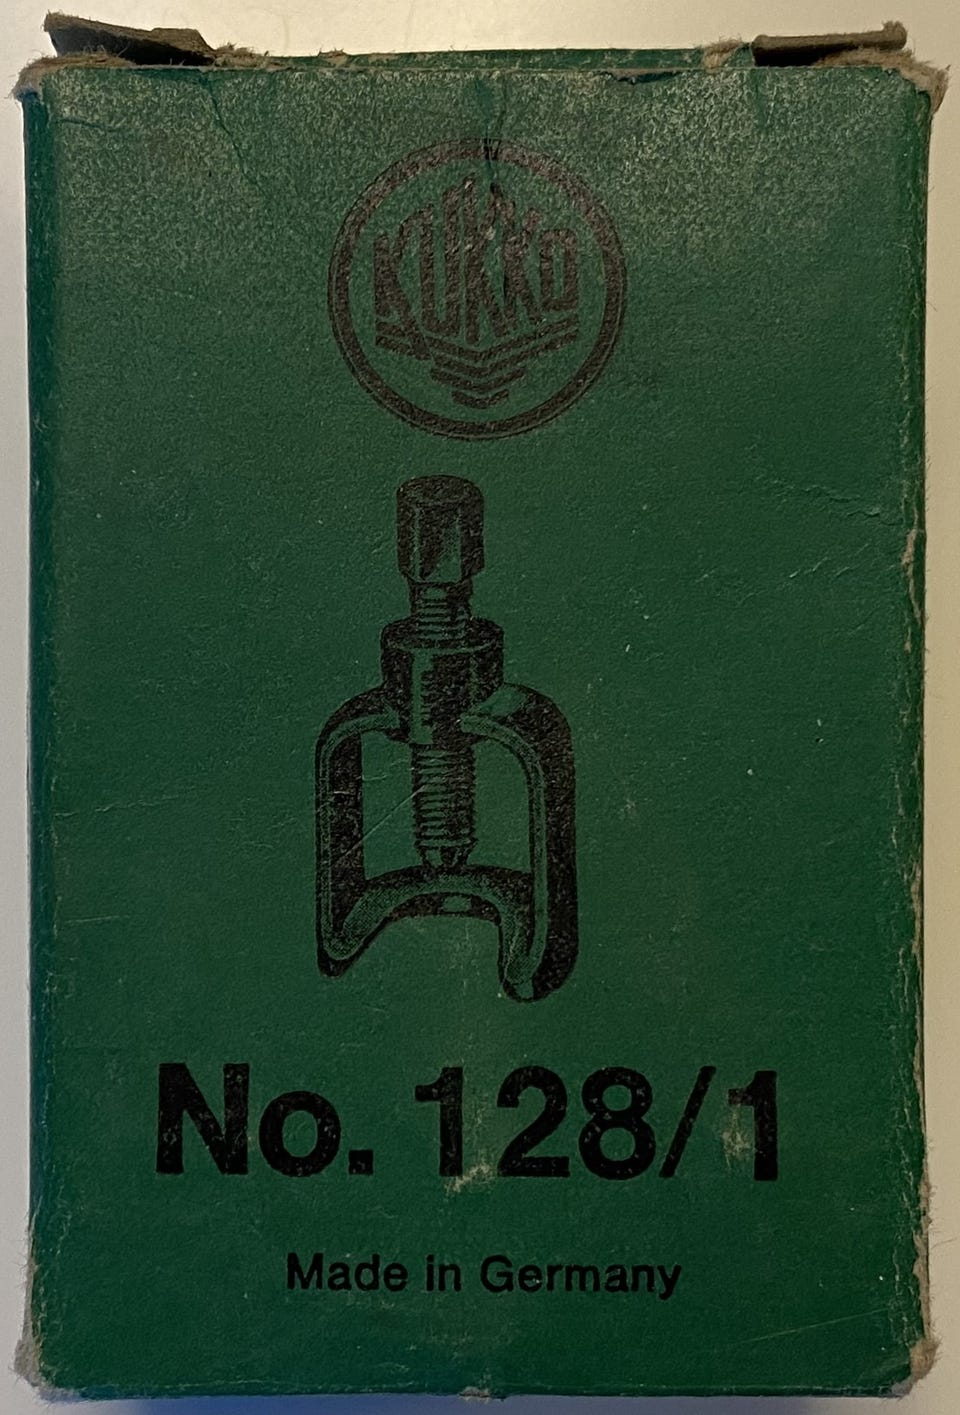 KUKKO
No. 128/1
Made in Germany